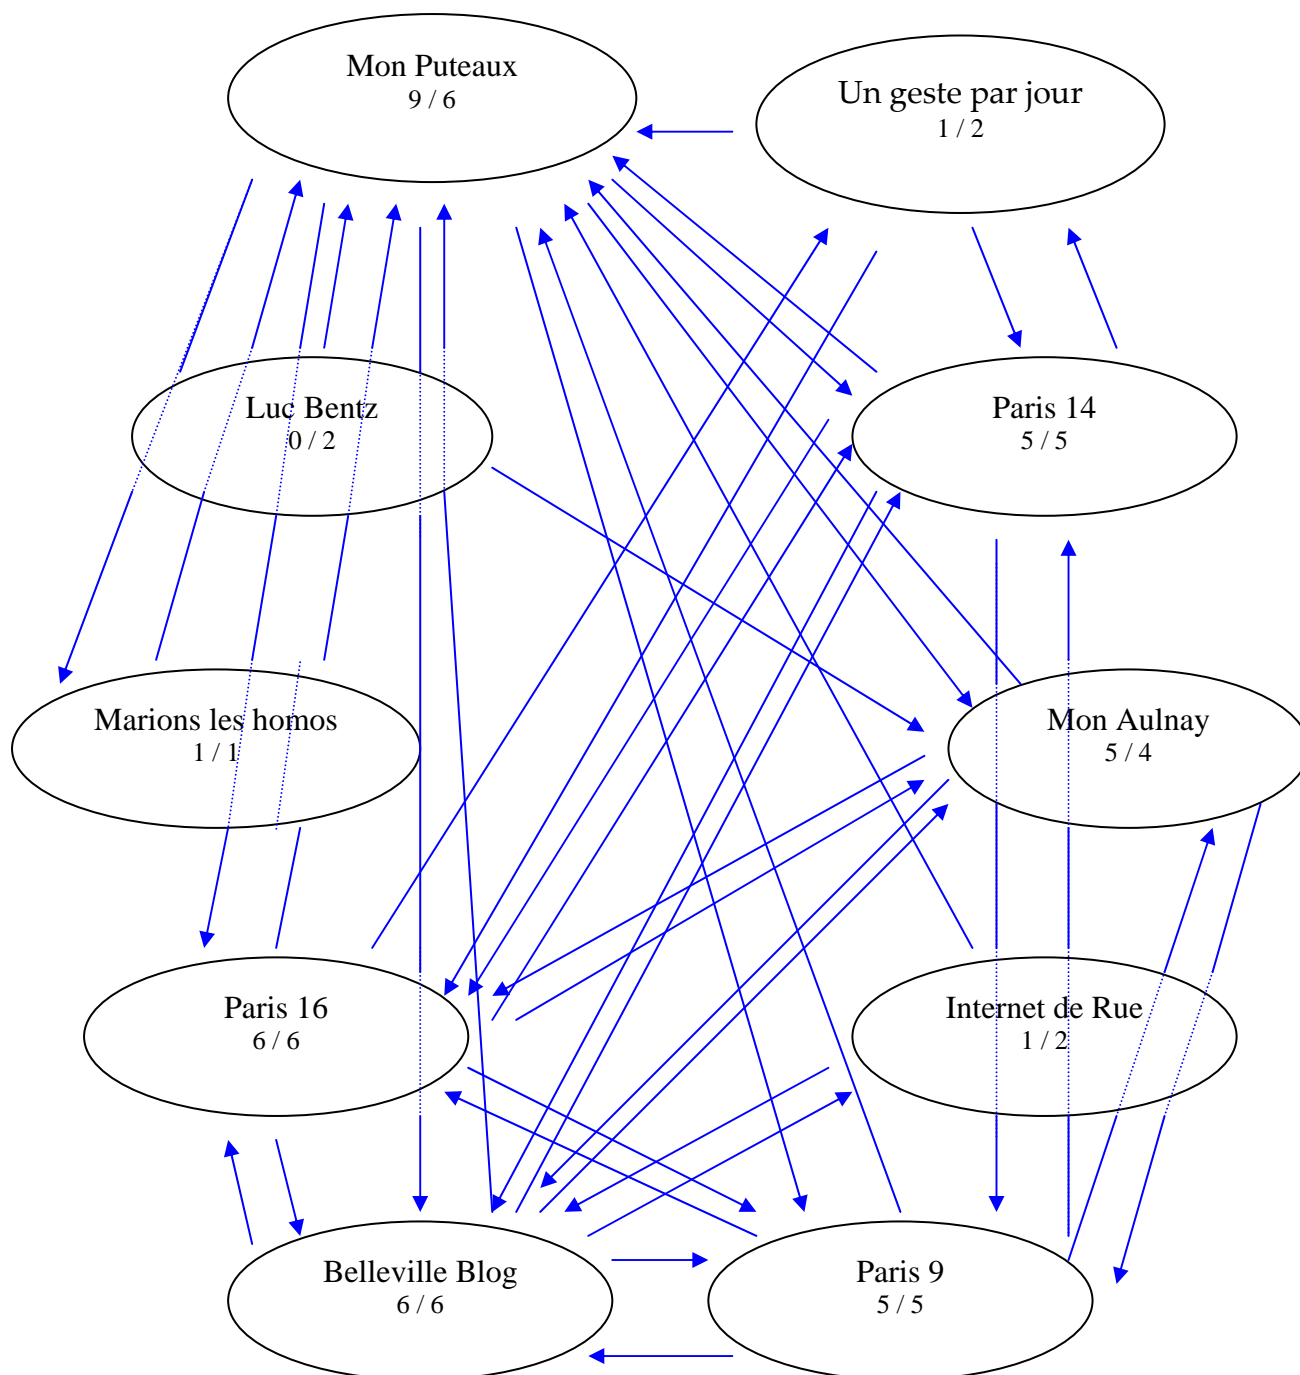 Mon Puteaux
9 / 6
Un geste par jour
1 / 2
Luc Bentz
0 / 2
Paris 14
5 / 5
Marions les homos
1 / 1
Mon Aulnay
5 / 4
Paris 16
6 / 6
Internet de Rue
1 / 2
Belleville Blog
6 / 6
Paris 9
5 / 5